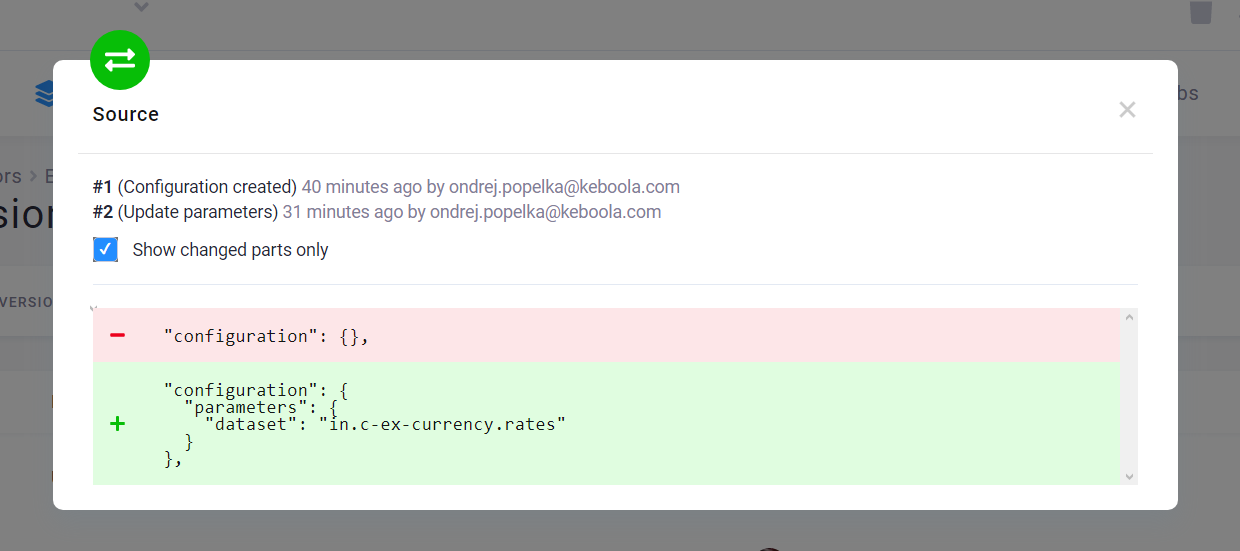 bs
ors > E
sion
VERSIO
Source
#1 (Configuration created) 40 minutes ago by ondrej.popelka@keboola.com
#2 (Update parameters) 31 minutes ago by ondrej.popelka@keboola.com
Show changed parts only
- "configuration": {},
+ "configuration": {
"parameters": {
"dataset": "in.c-ex-currency.rates"
}
},